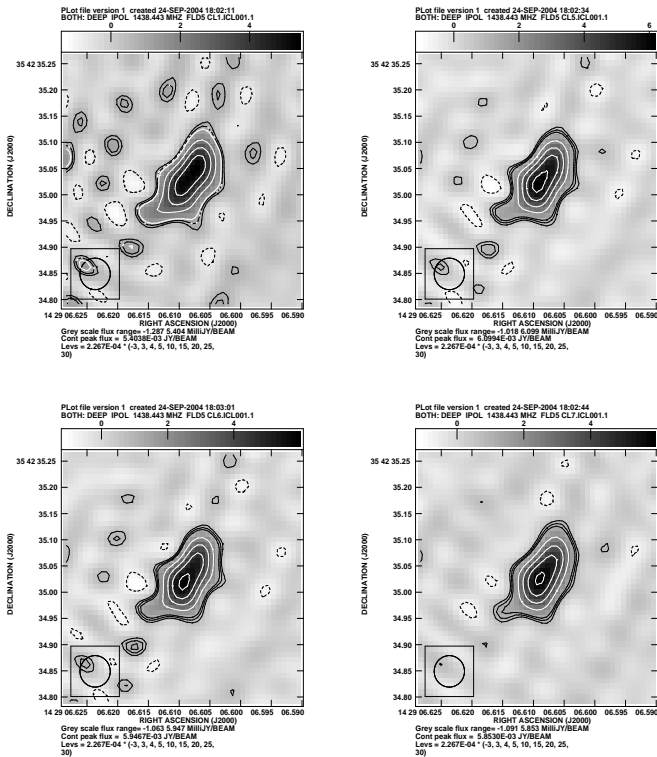 PLot file version 1 created 24-SEP-2004 18:02:11
BOTH: DEEP IPOL 1438.443 MHZ FLD5 CL1.ICL001.1
0 2 4
35 42 35.25
35.20
35.15
35.10
35.05
35.00
34.95
34.90
34.85
34.80
DECLINATION (J2000)
14 29 06.625 06.620 06.615 06.610 06.605 06.600 06.595 06.590
RIGHT ASCENSION (J2000)
Grey scale flux range= -1.287 5.404 MilliJY/BEAM
Cont peak flux = 5.4038E-03 JY/BEAM
Levs = 2.267E-04 * (-3, 3, 4, 5, 10, 15, 20, 25,
30)
PLot file version 1 created 24-SEP-2004 18:02:34
BOTH: DEEP IPOL 1438.443 MHZ FLD5 CL5.ICL001.1
0 2 4 6
35 42 35.25
35.20
35.15
35.10
35.05
35.00
34.95
34.90
34.85
34.80
DECLINATION (J2000)
14 29 06.625 06.620 06.615 06.610 06.605 06.600 06.595 06.590
RIGHT ASCENSION (J2000)
Grey scale flux range= -1.018 6.099 MilliJY/BEAM
Cont peak flux = 6.0994E-03 JY/BEAM
Levs = 2.267E-04 * (-3, 3, 4, 5, 10, 15, 20, 25,
30)
PLot file version 1 created 24-SEP-2004 18:03:01
BOTH: DEEP IPOL 1438.443 MHZ FLD5 CL6.ICL001.1
0 2 4
35 42 35.25
35.20
35.15
35.10
35.05
35.00
34.95
34.90
34.85
34.80
DECLINATION (J2000)
14 29 06.625 06.620 06.615 06.610 06.605 06.600 06.595 06.590
RIGHT ASCENSION (J2000)
Grey scale flux range= -1.063 5.947 MilliJY/BEAM
Cont peak flux = 5.9467E-03 JY/BEAM
Levs = 2.267E-04 * (-3, 3, 4, 5, 10, 15, 20, 25,
30)
PLot file version 1 created 24-SEP-2004 18:02:44
BOTH: DEEP IPOL 1438.443 MHZ FLD5 CL7.ICL001.1
0 2 4
35 42 35.25
35.20
35.15
35.10
35.05
35.00
34.95
34.90
34.85
34.80
DECLINATION (J2000)
14 29 06.625 06.620 06.615 06.610 06.605 06.600 06.595 06.590
RIGHT ASCENSION (J2000)
Grey scale flux range= -1.091 5.853 MilliJY/BEAM
Cont peak flux = 5.8530E-03 JY/BEAM
Levs = 2.267E-04 * (-3, 3, 4, 5, 10, 15, 20, 25,
30)